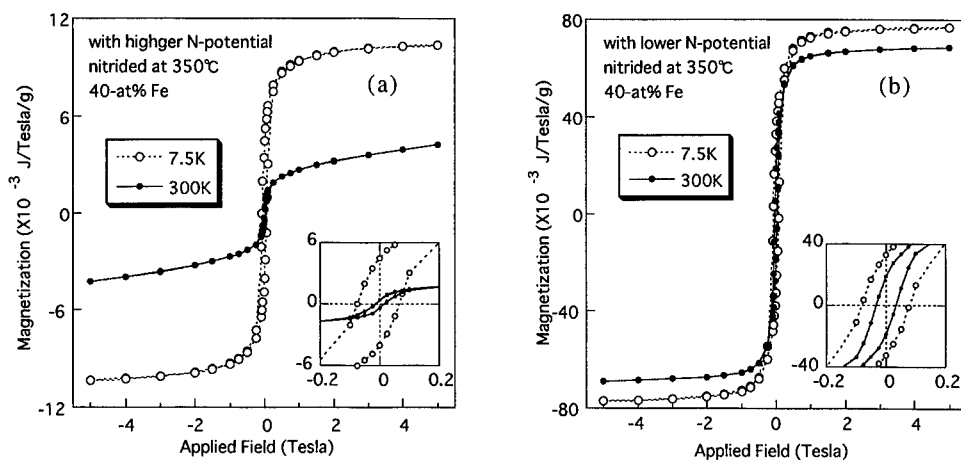 with highger N-potential
nitrided at 350℃
40-at% Fe
(a)
7.5K
300K
Magnetization (X10 -3 J/Tesla/g)
12
6
0
-6
-12
-4
-2
0
2
4
Applied Field (Tesla)
6
0
-6
-0.2
0
0.2
with lower N-potential
nitrided at 350℃
40-at% Fe
(b)
7.5K
300K
Magnetization (X10 -3 J/Tesla/g)
80
40
0
-40
-80
-4
-2
0
2
4
Applied Field (Tesla)
40
0
-40
-0.2
0
0.2